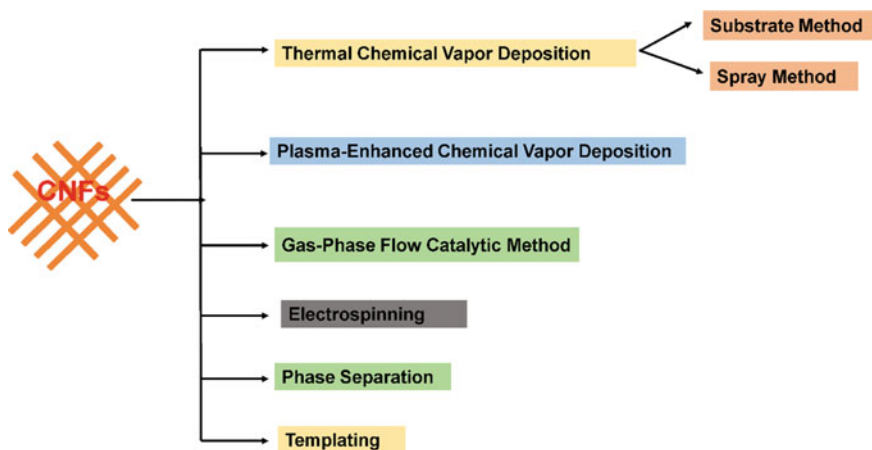 Substrate Method
Thermal Chemical Vapor Deposition
Spray Method
Plasma-Enhanced Chemical Vapor Deposition
CNFs
Gas-Phase Flow Catalytic Method
Electrospinning
Phase Separation
Templating